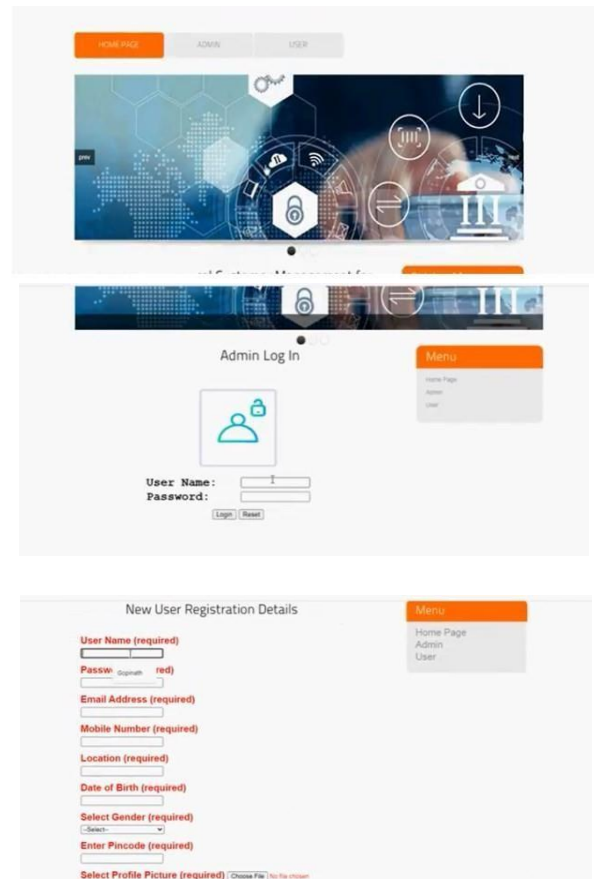 HOME PAGE ADMIN USER
prev next
Admin Log In
Menu
Home Page
Admin
User
User Name:
Password:
Login Reset
New User Registration Details
Menu
Home Page
Admin
User
User Name (required)
Gopinath
Email Address (required)
Mobile Number (required)
Location (required)
Date of Birth (required)
Select Gender (required)
--Select--
Enter Pincode (required)
Select Profile Picture (required) Choose File No file chosen